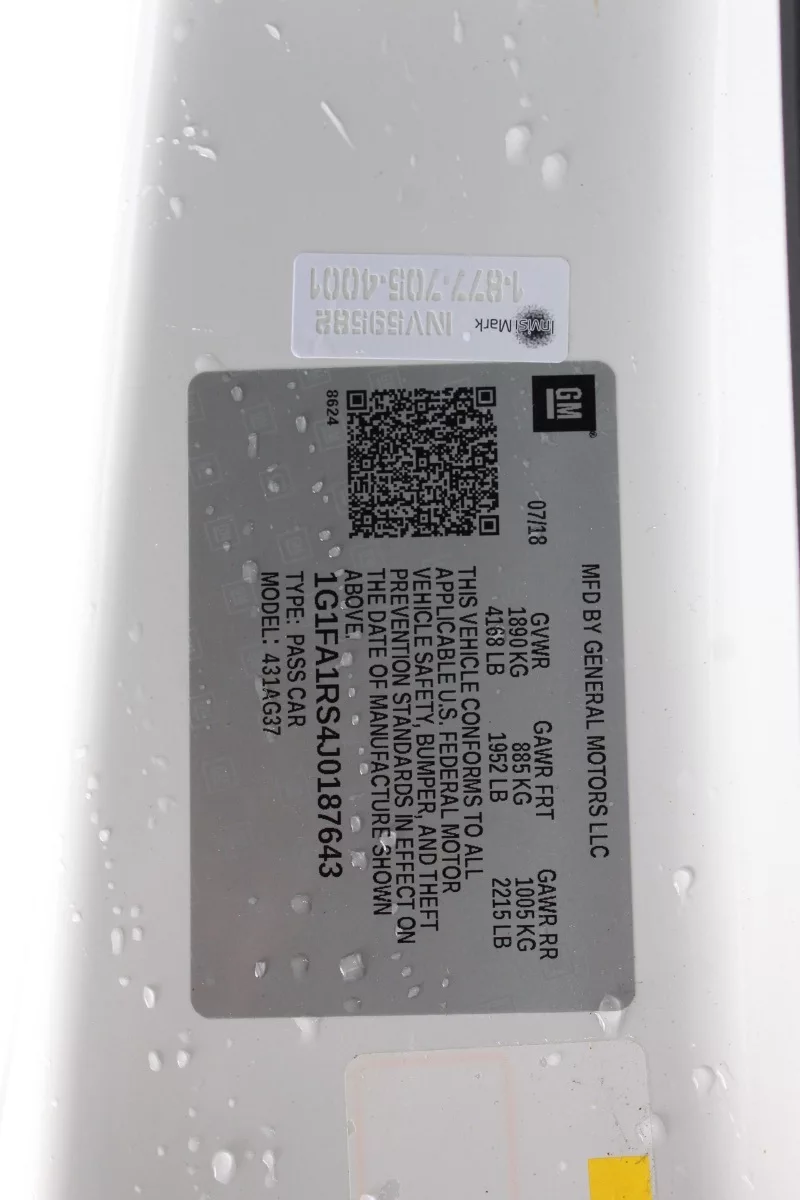 1-877-705-4001
INV59582
InvisiMark
GM
07/18
MFD BY GENERAL MOTORS LLC
GVWR GAWR FRT GAWR RR
1890 KG 885 KG 1005 KG
4168 LB 1952 LB 2215 LB
THIS VEHICLE CONFORMS TO ALL
APPLICABLE U.S. FEDERAL MOTOR
VEHICLE SAFETY, BUMPER, AND THEFT
PREVENTION STANDARDS IN EFFECT ON
THE DATE OF MANUFACTURE SHOWN
ABOVE.
1G1FA1RS4J0187643
TYPE: PASS CAR
MODEL: 431AG37
8624